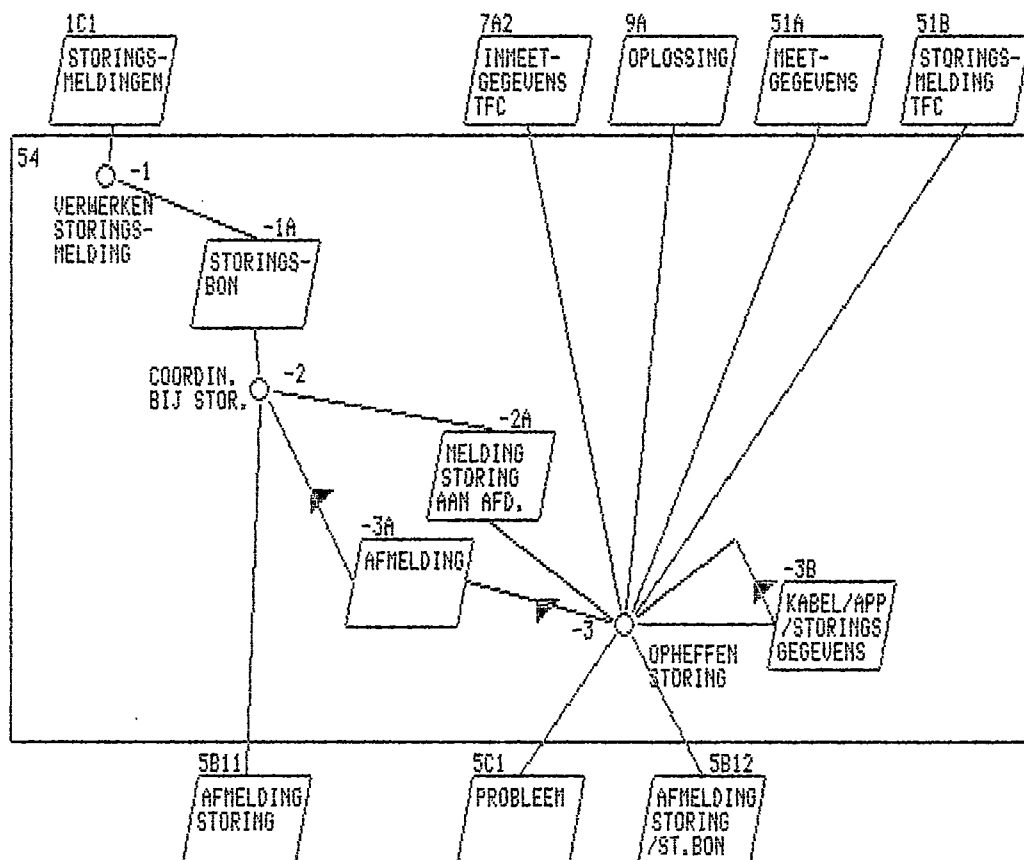 1C1
STORINGS-
MELDINGEN
7A2
INMEET-
GEGEVENS
TFC
9A
OPLOSSING
51A
MEET-
GEGEVENS
51B
STORINGS-
MELDING
TFC
54
-1
VERWERKEN
STORINGS-
MELDING
-1A
STORINGS-
BON
-2
COORDIN.
BIJ STOR.
-2A
MELDING
STORING
AAN AFD.
-3A
AFMELDING
-3B
KABEL/APP
/STORINGS
GEGEVENS
-3
OPHEFFEN
STORING
5B11
AFMELDING
STORING
5C1
PROBLEEM
5B12
AFMELDING
STORING
/ST.BON